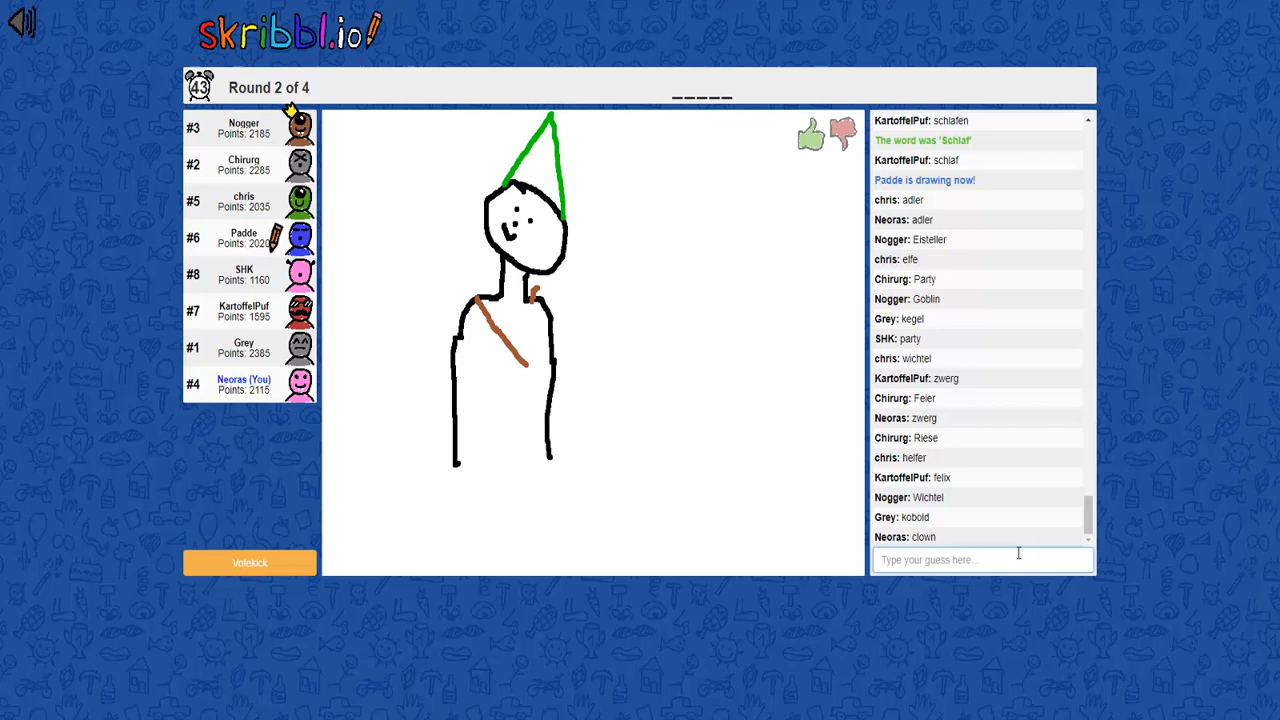 skribbl.io
43
Round 2 of 4
_____
#3 Nogger
Points: 2185
#2 Chirurg
Points: 2285
#5 chris
Points: 2035
#6 Padde
Points: 2020
#8 SHK
Points: 1160
#7 KartoffelPuf
Points: 1595
#1 Grey
Points: 2385
#4 Neoras (You)
Points: 2115
Votekick
KartoffelPuf: schlafen
The word was 'Schlaf'
KartoffelPuf: schlaf
Padde is drawing now!
chris: adler
Neoras: adler
Nogger: Eisteller
chris: elfe
Chirurg: Party
Nogger: Goblin
Grey: kegel
SHK: party
chris: wichtel
KartoffelPuf: zwerg
Chirurg: Feier
Neoras: zwerg
Chirurg: Riese
chris: helfer
KartoffelPuf: felix
Nogger: Wichtel
Grey: kobold
Neoras: clown
Type your guess here...